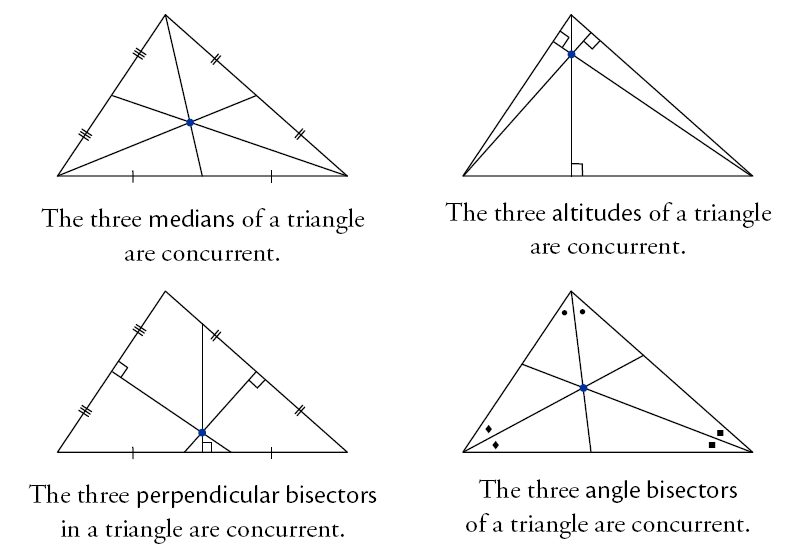 The three medians of a triangle
are concurrent.
The three altitudes of a triangle
are concurrent.
The three perpendicular bisectors
in a triangle are concurrent.
The three angle bisectors
of a triangle are concurrent.